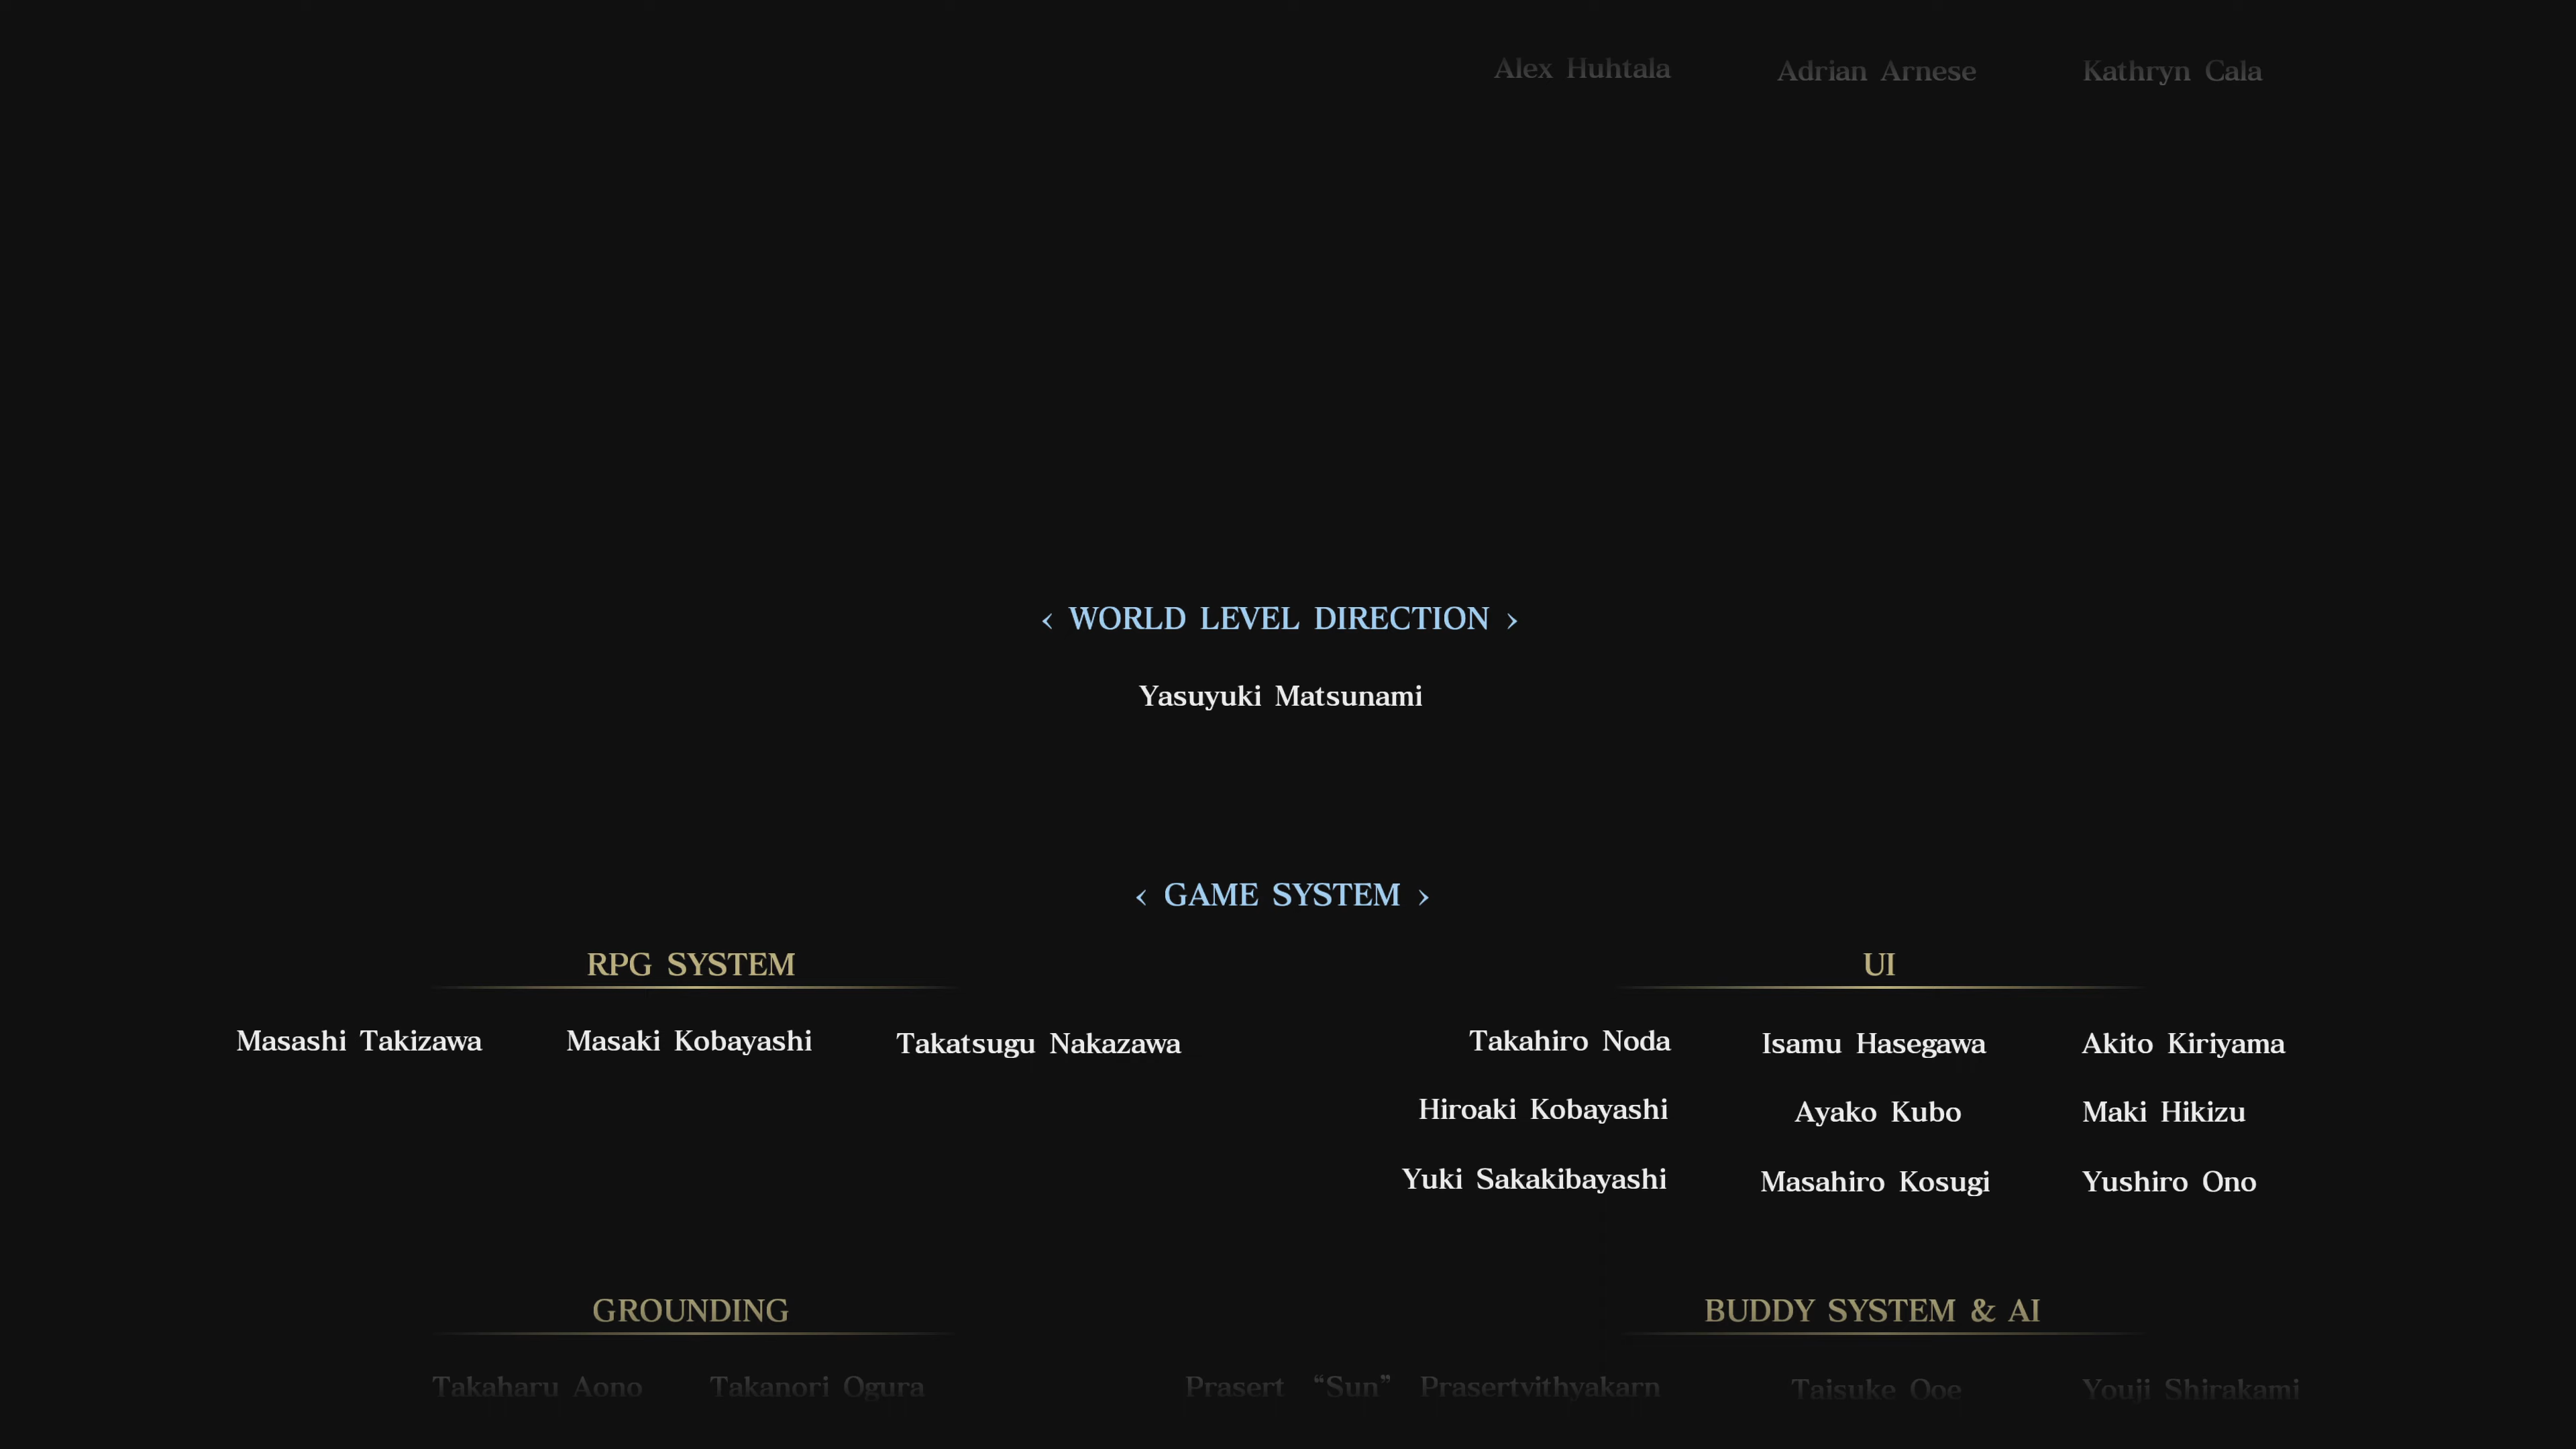 Alex Huhtala Adrian Arnese Kathryn Cala
‹ WORLD LEVEL DIRECTION ›
Yasuyuki Matsunami
‹ GAME SYSTEM ›
RPG SYSTEM
Masashi Takizawa Masaki Kobayashi Takatsugu Nakazawa
UI
Takahiro Noda Isamu Hasegawa Akito Kiriyama
Hiroaki Kobayashi Ayako Kubo Maki Hikizu
Yuki Sakakibayashi Masahiro Kosugi Yushiro Ono
GROUNDING
Takaharu Aono Takanori Ogura
BUDDY SYSTEM & AI
Prasert “Sun” Prasertvithyakarn Taisuke Ooe Youji Shirakami